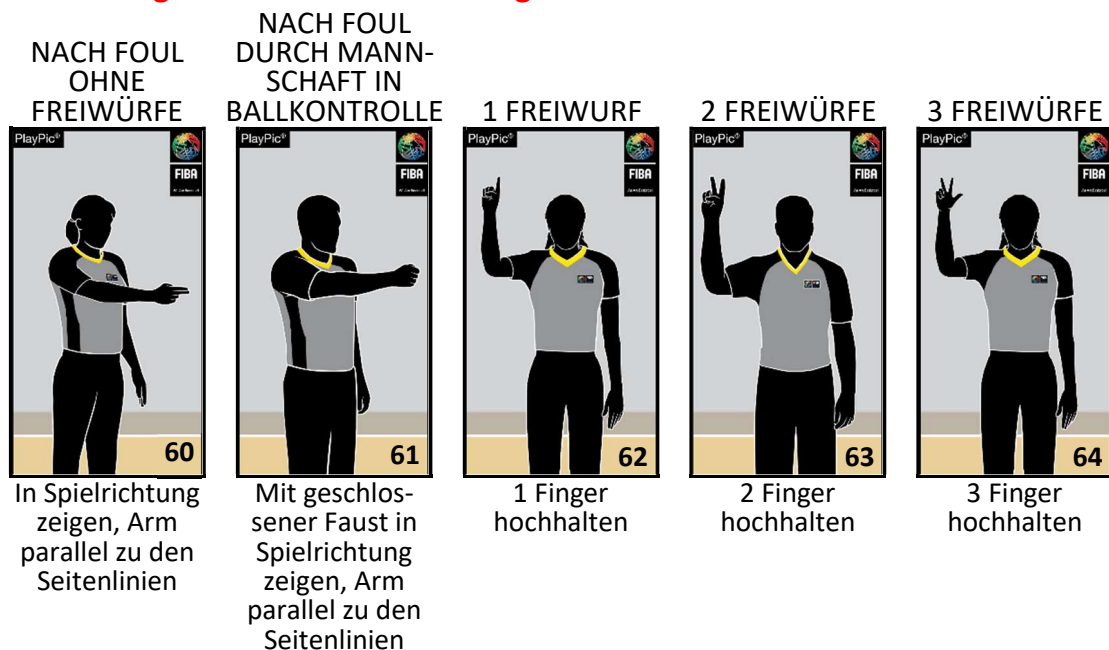 NACH FOUL
OHNE
FREIWÜRFE
PlayPic®
FIBA
60
In Spielrichtung
zeigen, Arm
parallel zu den
Seitenlinien
NACH FOUL
DURCH MANN-
SCHAFT IN
BALLKONTROLLE
PlayPic®
FIBA
61
Mit geschlos-
sener Faust in
Spielrichtung
zeigen, Arm
parallel zu den
Seitenlinien
1 FREIWURF
PlayPic®
FIBA
62
1 Finger
hochhalten
2 FREIWÜRFE
PlayPic®
FIBA
63
2 Finger
hochhalten
3 FREIWÜRFE
PlayPic®
FIBA
64
3 Finger
hochhalten